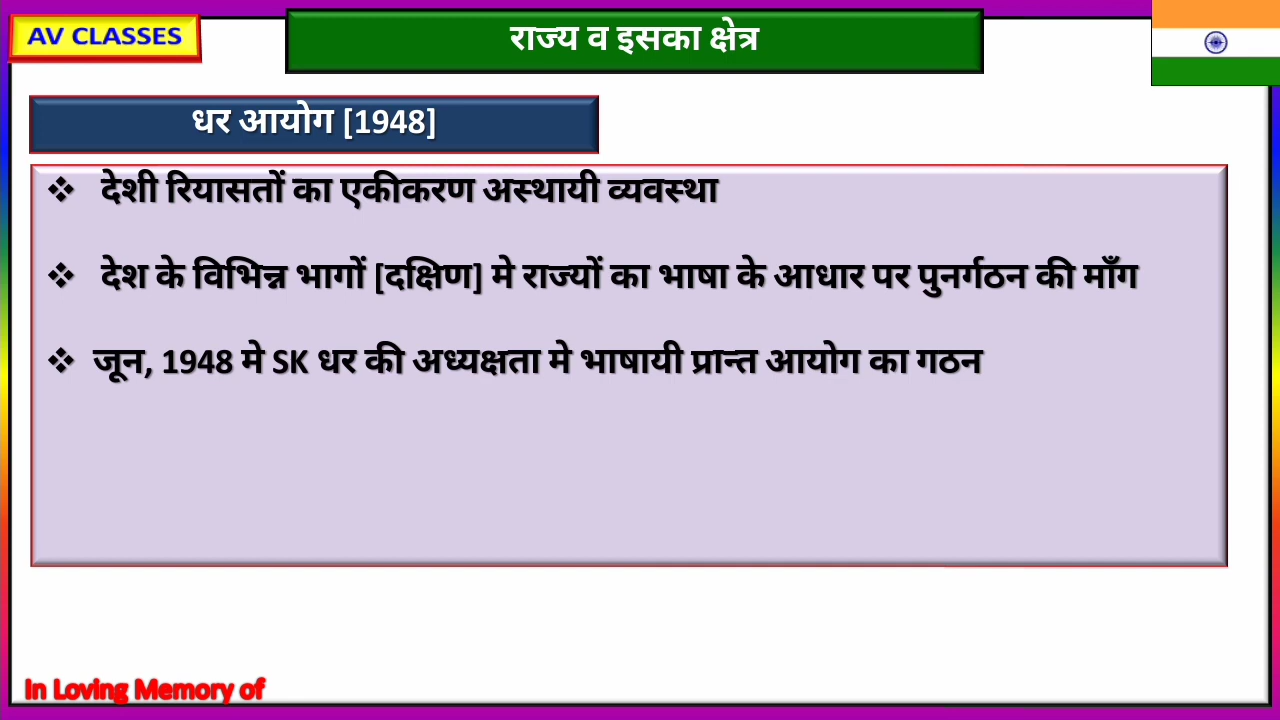 AV CLASSES
राज्य व इसका क्षेत्र
धर आयोग [1948]
❖ देशी रियासतों का एकीकरण अस्थायी व्यवस्था
❖ देश के विभिन्न भागों [दक्षिण] मे राज्यों का भाषा के आधार पर पुनर्गठन की माँग
❖ जून, 1948 मे SK धर की अध्यक्षता मे भाषायी प्रान्त आयोग का गठन
In Loving Memory of